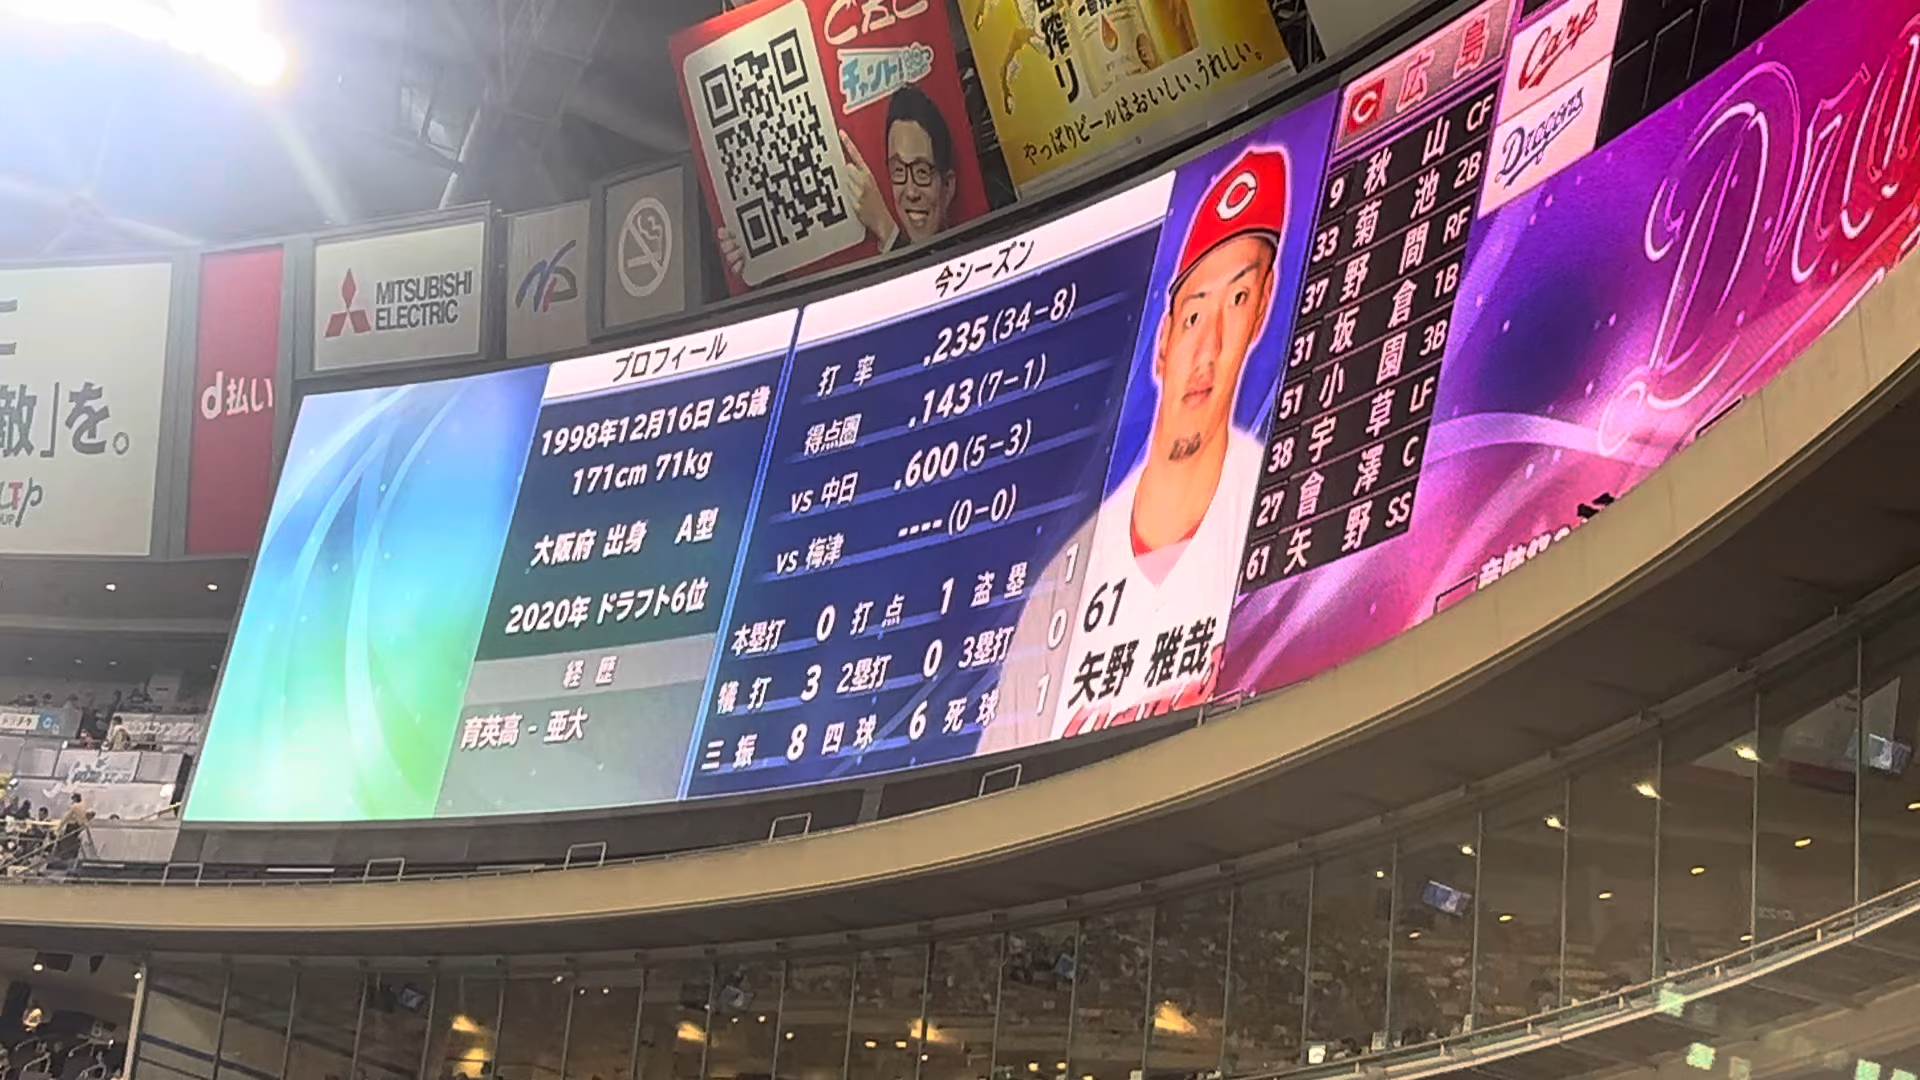 CBC
チャント!
搾り
やっぱりビールはおいしい、うれしい。
MITSUBISHI
ELECTRIC
敵」を。
d払い
プロフィール
1998年12月16日 25歳
171cm 71kg
大阪府 出身 A型
2020年 ドラフト6位
経歴
育英高 - 亜大
今シーズン
打率 .235 (34-8)
得点圏 .143 (7-1)
vs 中日 .600 (5-3)
vs 梅津 ---- (0-0)
本塁打 0 打点 1 盗塁 1
犠打 3 2塁打 0 3塁打 0
三振 8 四球 6 死球 1
61
矢野 雅哉
C 広島
9 秋山 CF
33 菊池 2B
37 野間 RF
31 坂倉 1B
51 小園 3B
38 宇草 LF
27 會澤 C
61 矢野 SS
Carp
Dragons